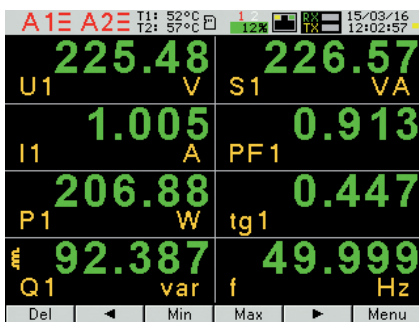 A1Ξ A2Ξ T1: 52°C T2: 57°C 1 2 12% RX TX 15/03/16 12:02:57
U1 225.48 V
S1 226.57 VA
I1 1.005 A
PF1 0.913
P1 206.88 W
tg1 0.447
Q1 92.387 var
f 49.999 Hz
Del ◄ Min Max ► Menu